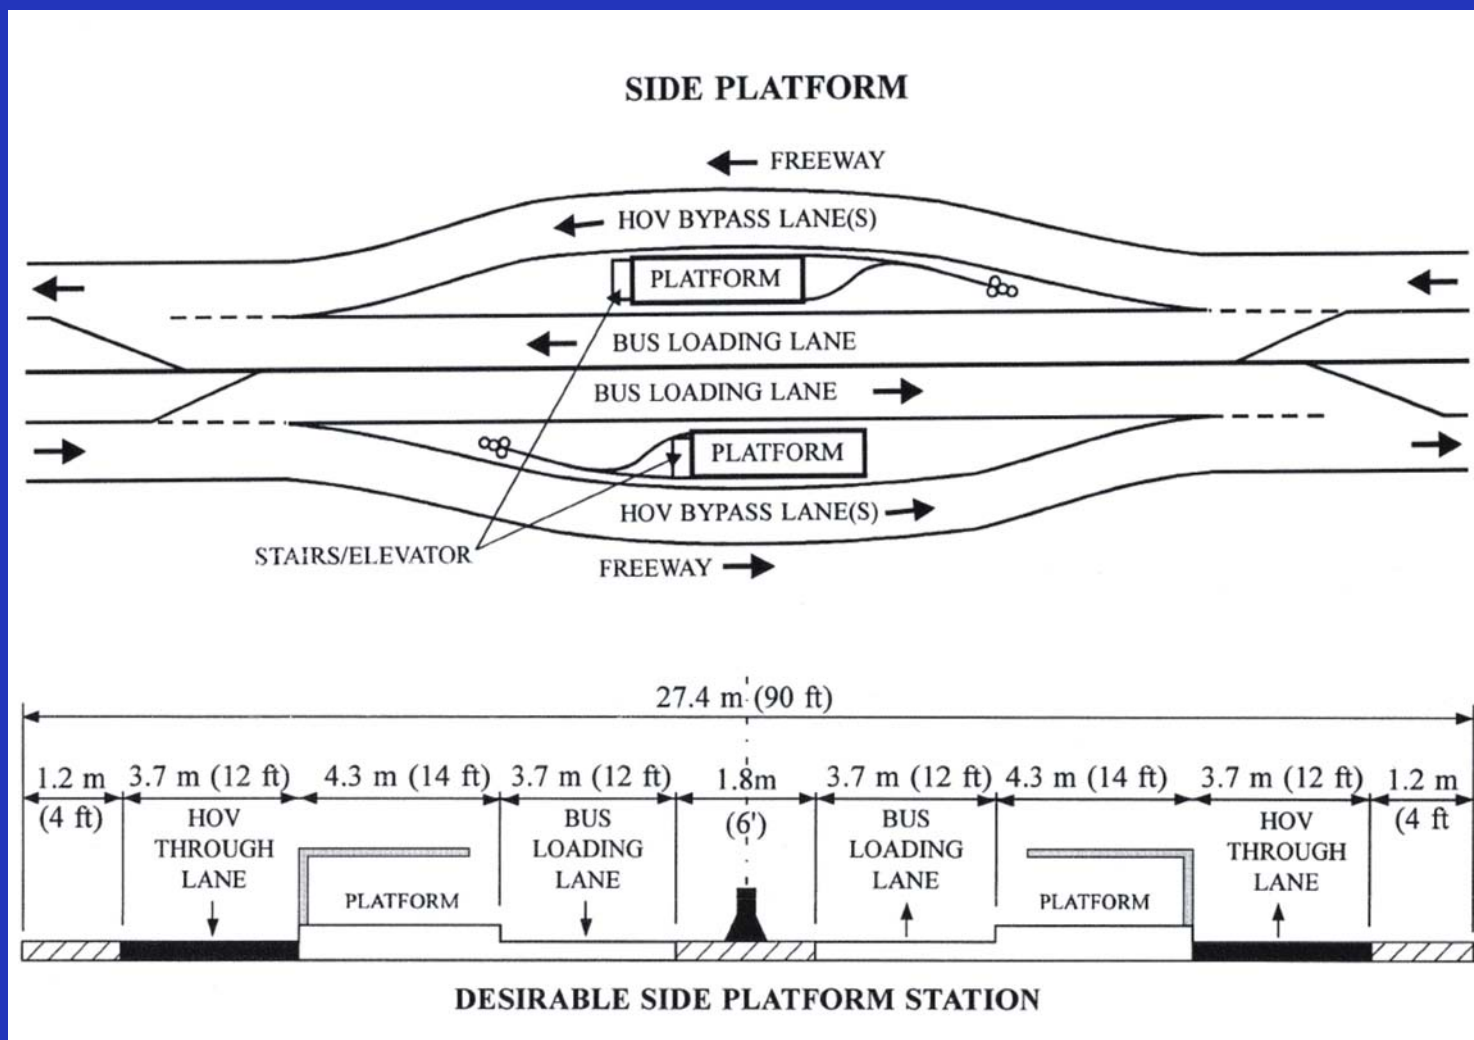 SIDE PLATFORM
FREEWAY
HOV BYPASS LANE(S)
PLATFORM
BUS LOADING LANE
BUS LOADING LANE
PLATFORM
HOV BYPASS LANE(S)
STAIRS/ELEVATOR
FREEWAY
27.4 m (90 ft)
1.2 m
(4 ft)
3.7 m (12 ft)
HOV
THROUGH
LANE
4.3 m (14 ft)
PLATFORM
3.7 m (12 ft)
BUS
LOADING
LANE
1.8m
(6')
3.7 m (12 ft)
BUS
LOADING
LANE
4.3 m (14 ft)
PLATFORM
3.7 m (12 ft)
HOV
THROUGH
LANE
1.2 m
(4 ft
DESIRABLE SIDE PLATFORM STATION